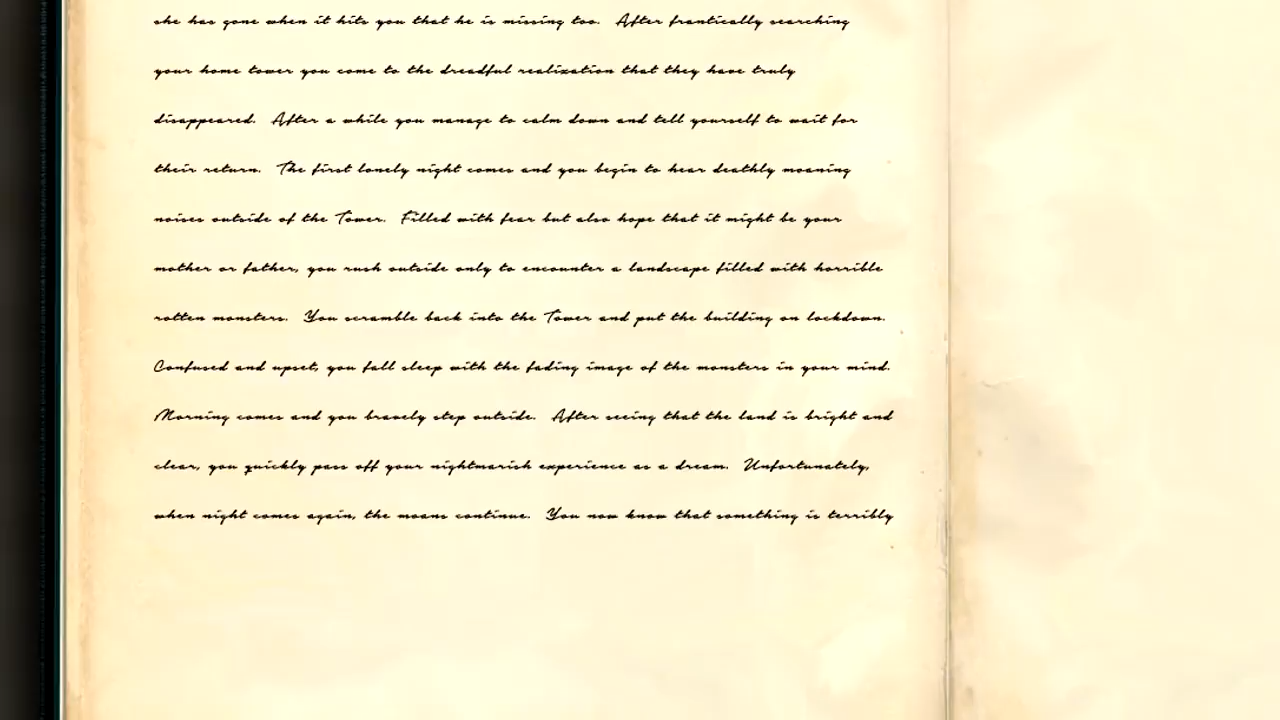 she has gone when it hits you that he is missing too. After frantically searching
your home tower you come to the dreadful realization that they have truly
disappeared. After a while you manage to calm down and tell yourself to wait for
their return. The first lonely night comes and you begin to hear deathly moaning
noises outside of the Tower. Filled with fear but also hope that it might be your
mother or father, you rush outside only to encounter a landscape filled with horrible
rotten monsters. You scramble back into the Tower and put the building on lockdown.
Confused and upset, you fall sleep with the fading image of the monsters in your mind.
Morning comes and you bravely step outside. After seeing that the land is bright and
clear, you quickly pass off your nightmarish experience as a dream. Unfortunately,
when night comes again, the moans continue. You now know that something is terribly